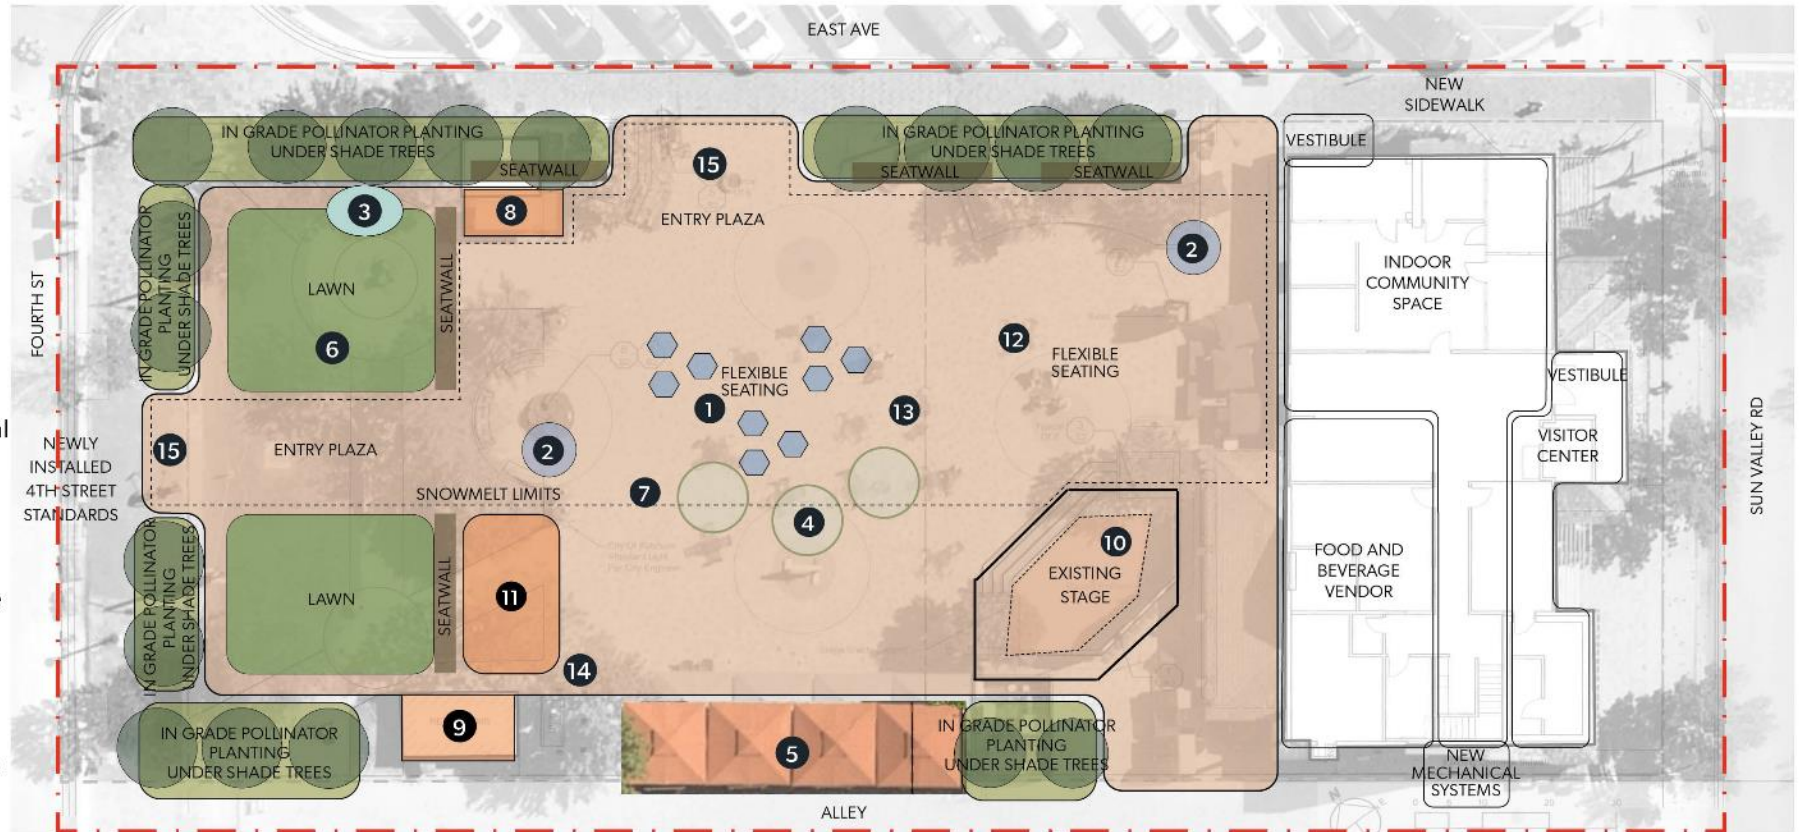 EAST AVE
NEW
SIDEWALK
IN GRADE POLLINATOR PLANTING
UNDER SHADE TREES
SEATWALL
15
IN GRADE POLLINATOR PLANTING
UNDER SHADE TREES
SEATWALL
SEATWALL
VESTIBULE
3
8
ENTRY PLAZA
2
IN GRADE POLLINATOR
PLANTING
UNDER SHADE TREES
LAWN
6
SEATWALL
INDOOR
COMMUNITY
SPACE
FOURTH ST
12
FLEXIBLE
SEATING
FLEXIBLE
SEATING
1
13
VESTIBULE
NEWLY
INSTALLED
4TH STREET
STANDARDS
15
ENTRY PLAZA
2
VISITOR
CENTER
SUN VALLEY RD
SNOWMELT LIMITS
7
4
10
EXISTING
STAGE
FOOD AND
BEVERAGE
VENDOR
IN GRADE POLLINATOR
PLANTING
UNDER SHADE TREES
LAWN
SEATWALL
11
14
9
5
IN GRADE POLLINATOR
PLANTING
UNDER SHADE TREES
IN GRADE POLLINATOR
PLANTING
UNDER SHADE TREES
NEW
MECHANICAL
SYSTEMS
ALLEY
N
E